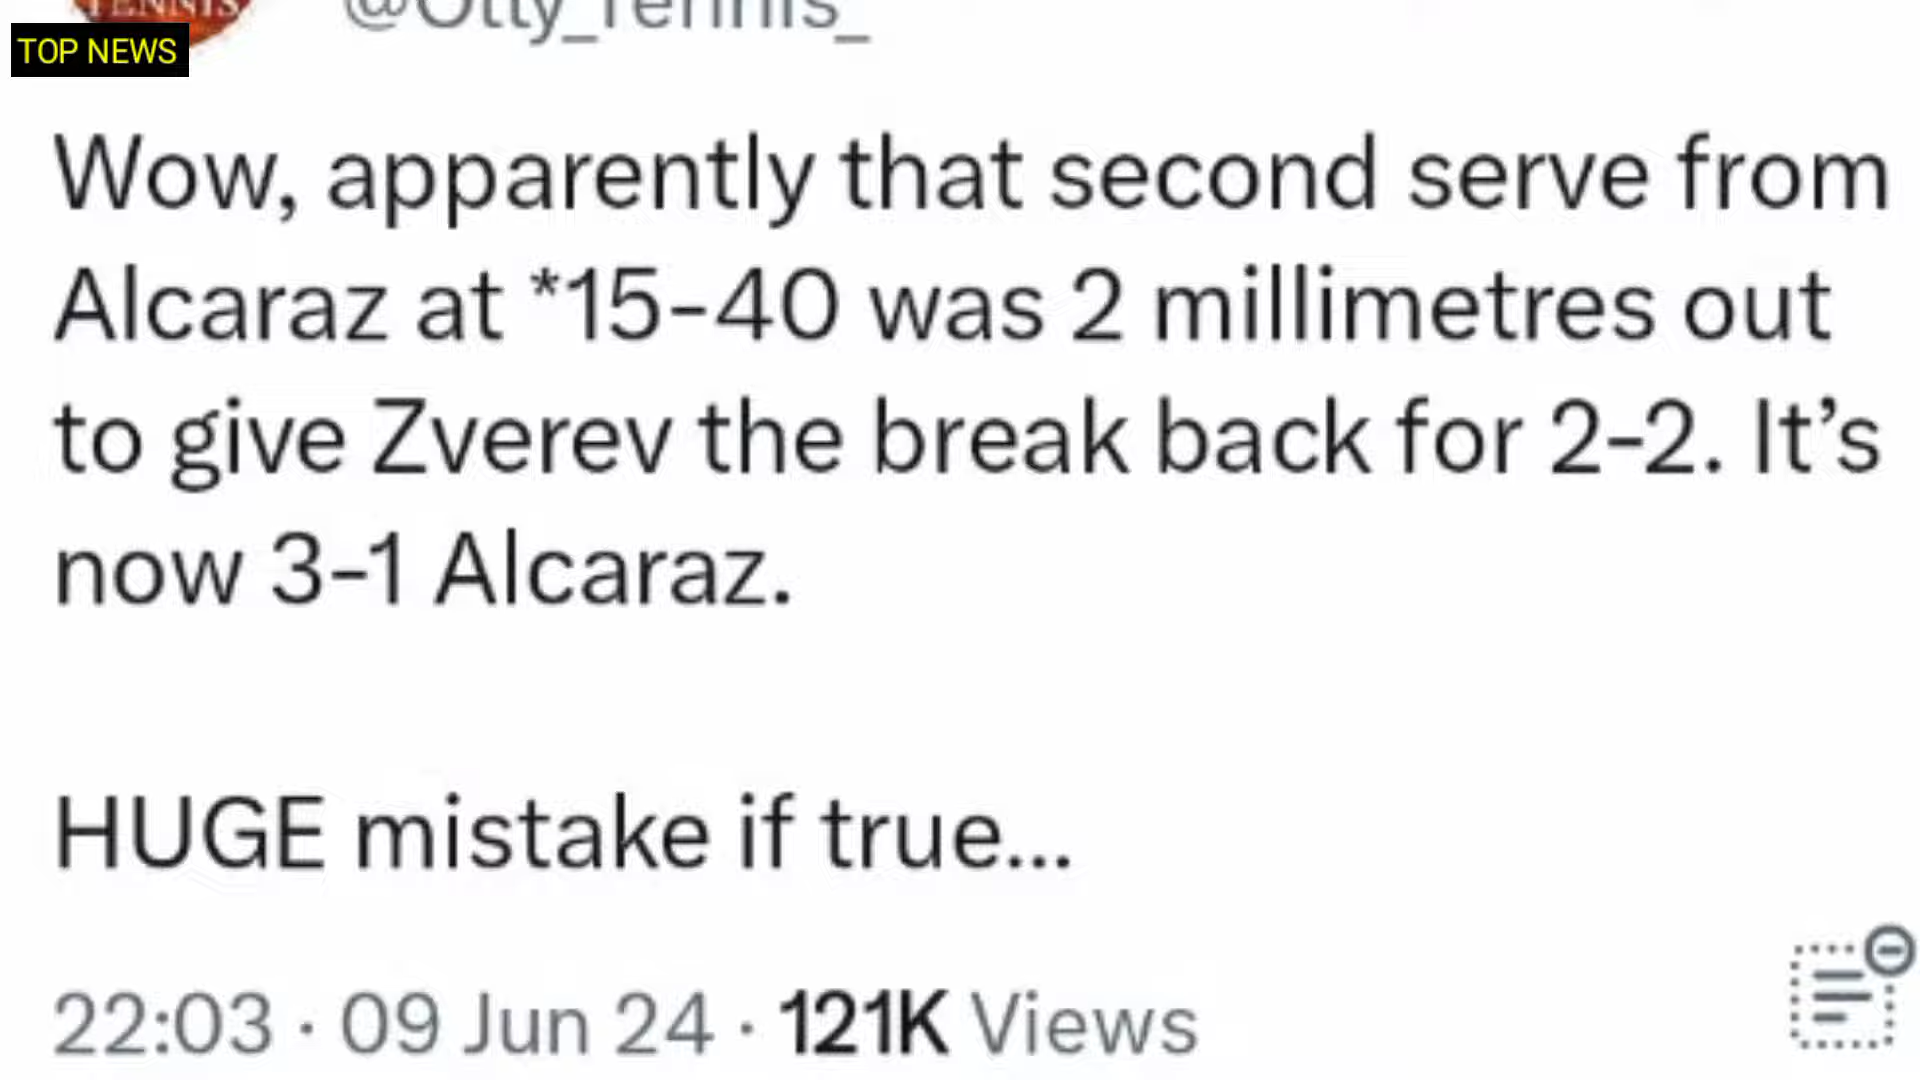 TENNIS
@Otty_Tennis_
TOP NEWS
Wow, apparently that second serve from
Alcaraz at *15-40 was 2 millimetres out
to give Zverev the break back for 2-2. It’s
now 3-1 Alcaraz.
HUGE mistake if true...
22:03 · 09 Jun 24 · 121K Views